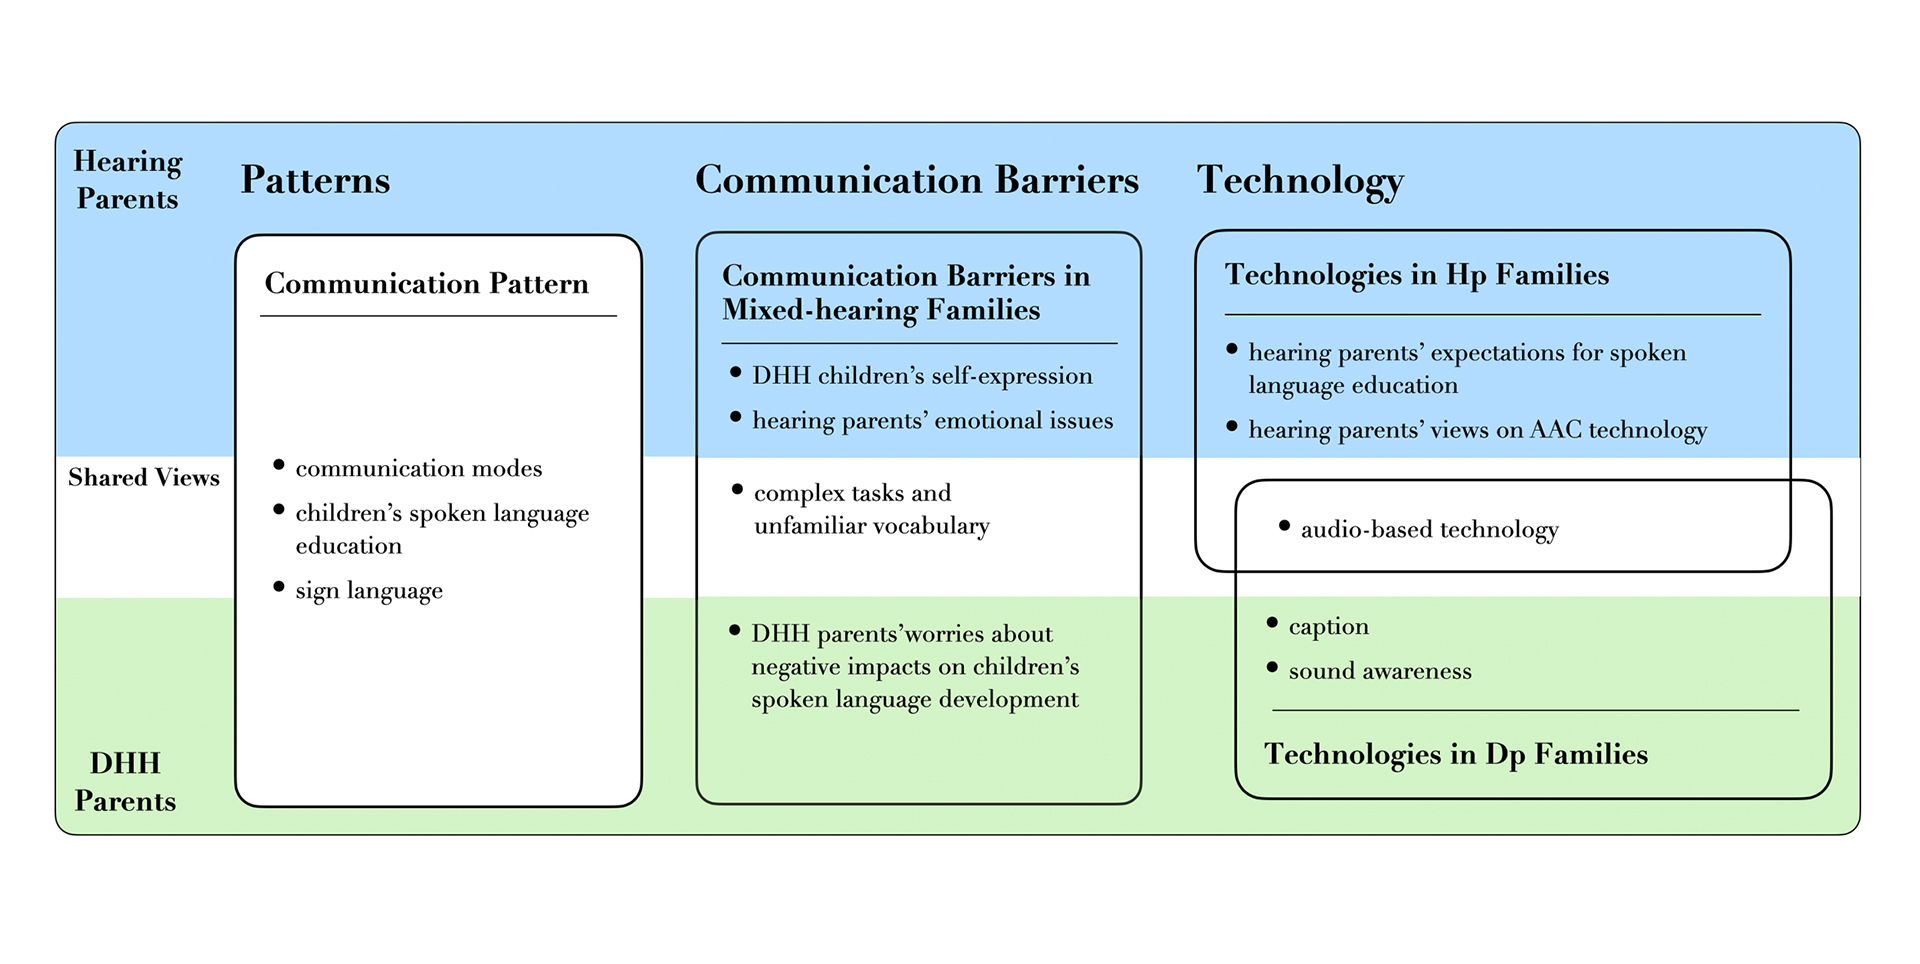 Hearing
Parents
Patterns
Communication Barriers
Technology
Communication Pattern
• communication modes
• children’s spoken language
education
• sign language
Communication Barriers in
Mixed-hearing Families
• DHH children’s self-expression
• hearing parents’ emotional issues
• complex tasks and
unfamiliar vocabulary
• DHH parents’worries about
negative impacts on children’s
spoken language development
Technologies in Hp Families
• hearing parents’ expectations for spoken
language education
• hearing parents’ views on AAC technology
• audio-based technology
• caption
• sound awareness
Technologies in Dp Families
Shared Views
DHH
Parents